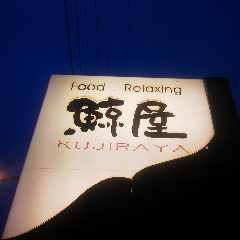 Food . Relaxing
鯨屋
KUJIRAYA